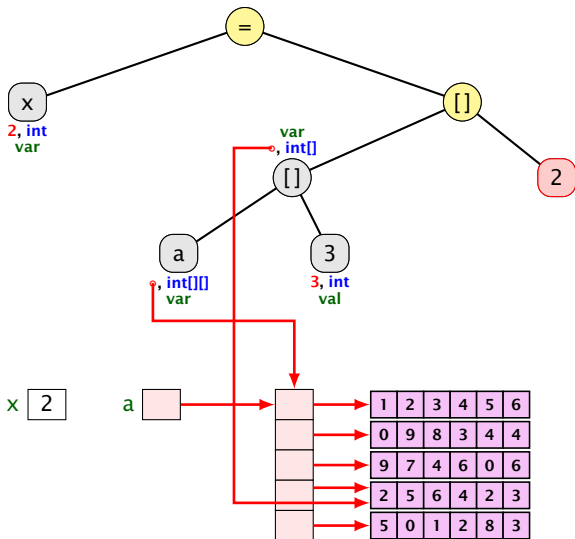 =
x
[]
2, int
var
var
, int[]
[]
2
a
3
, int[][]
var
3, int
val
x 2 a
1 2 3 4 5 6
0 9 8 3 4 4
9 7 4 6 0 6
2 5 6 4 2 3
5 0 1 2 8 3